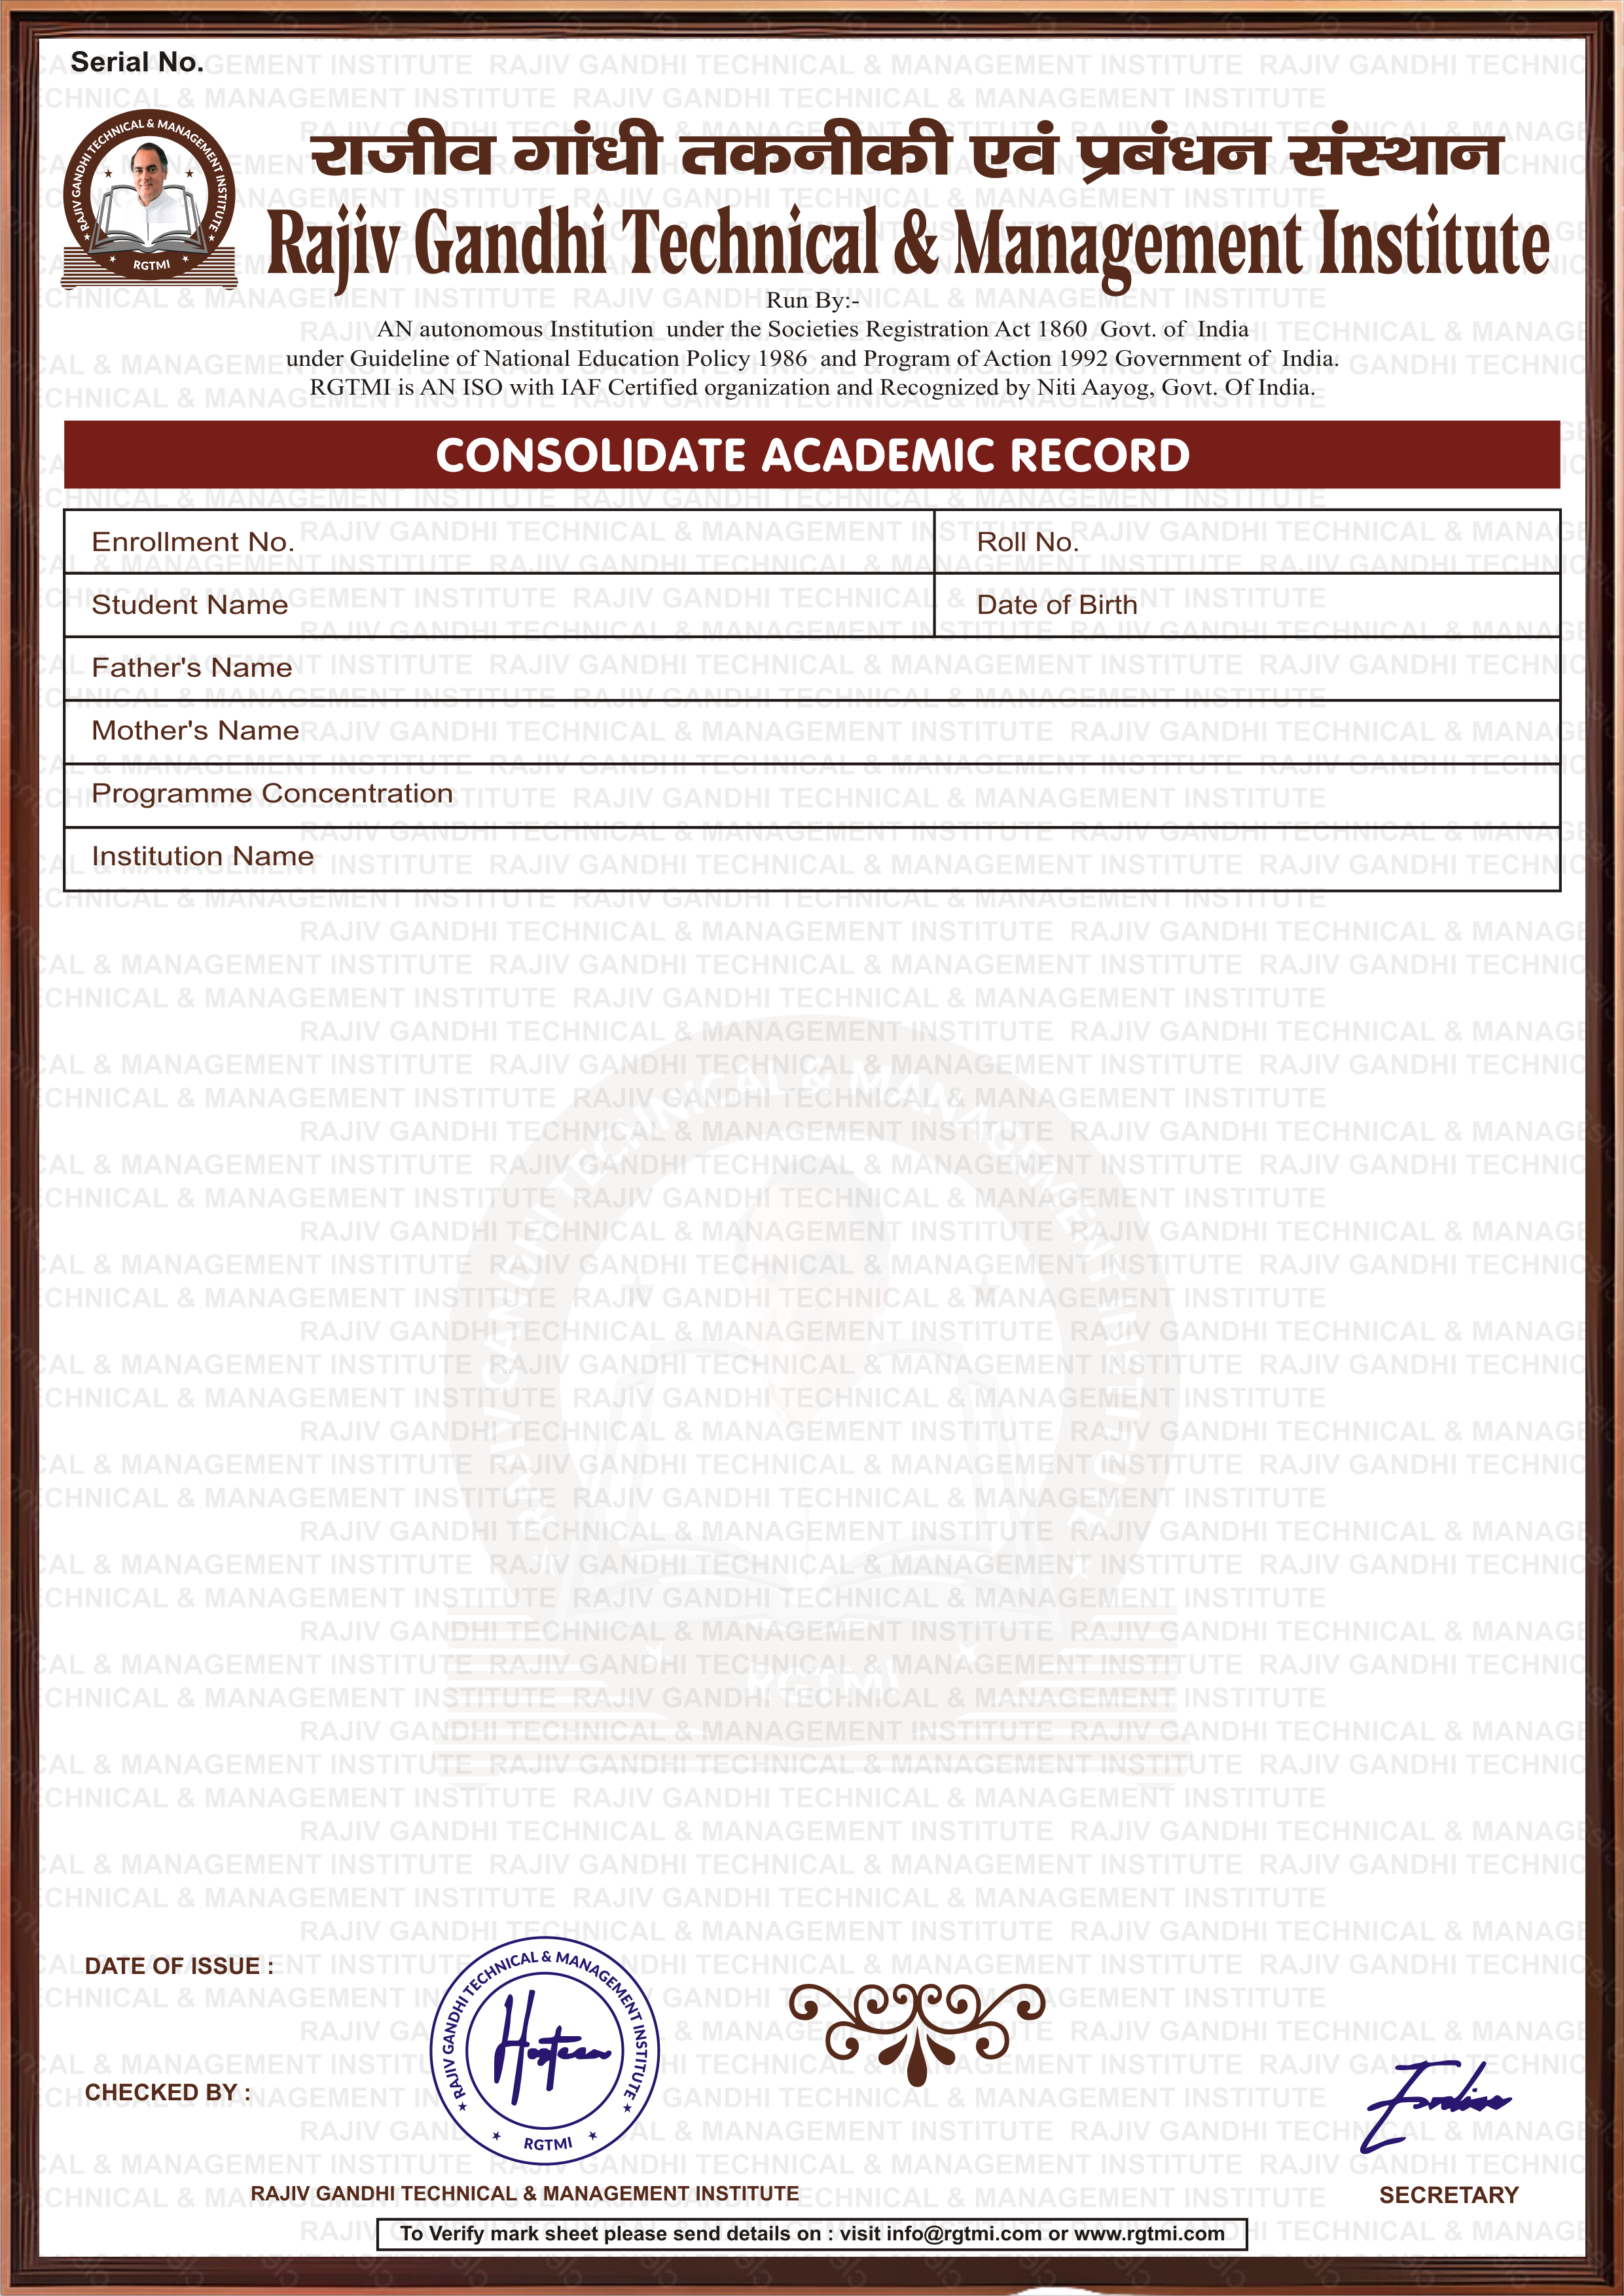 Serial No.
RAJIV GANDHI TECHNICAL & MANAGEMENT INSTITUTE
RGTMI
राजीव गांधी तकनीकी एवं प्रबंधन संस्थान
Rajiv Gandhi Technical & Management Institute
Run By:-
AN autonomous Institution under the Societies Registration Act 1860 Govt. of India
under Guideline of National Education Policy 1986 and Program of Action 1992 Government of India.
RGTMI is AN ISO with IAF Certified organization and Recognized by Niti Aayog, Govt. Of India.
CONSOLIDATE ACADEMIC RECORD
Enrollment No. Roll No.
Student Name Date of Birth
Father's Name
Mother's Name
Programme Concentration
Institution Name
RAJIV GANDHI TECHNICAL & MANAGEMENT INSTITUTE
RGTMI
DATE OF ISSUE :
CHECKED BY :
RAJIV GANDHI TECHNICAL & MANAGEMENT INSTITUTE
RGTMI
RAJIV GANDHI TECHNICAL & MANAGEMENT INSTITUTE
SECRETARY
To Verify mark sheet please send details on : visit info@rgtmi.com or www.rgtmi.com